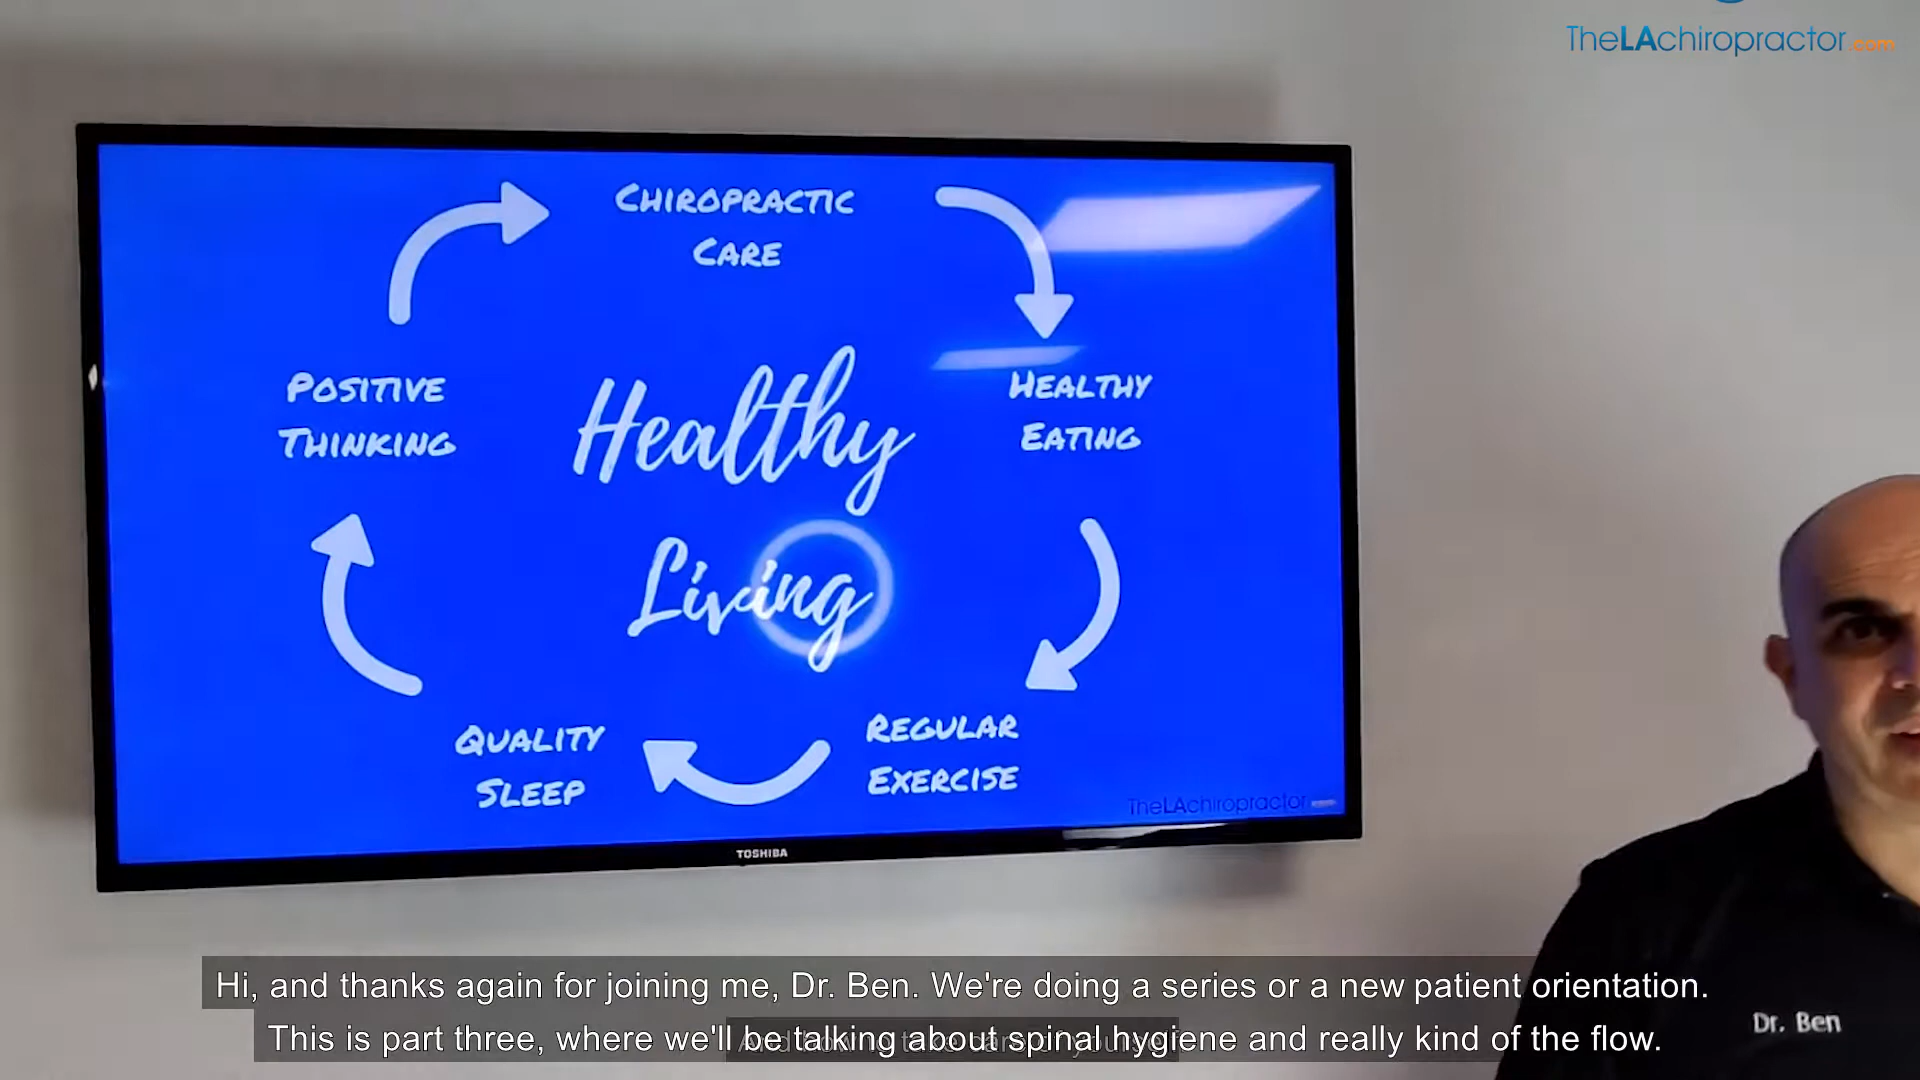 TheLAchiropractor.com
CHIROPRACTIC
CARE
POSITIVE
THINKING
HEALTHY
EATING
Healthy
Living
QUALITY
SLEEP
REGULAR
EXERCISE
TheLAchiropractor
TOSHIBA
Hi, and thanks again for joining me, Dr. Ben. We're doing a series or a new patient orientation.
This is part three, where we'll be talking about spinal hygiene and really kind of the flow.
Dr. Ben